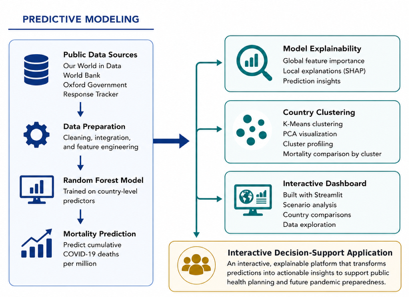 PREDICTIVE MODELING
Public Data Sources
Our World in Data
World Bank
Oxford Government
Response Tracker
Data Preparation
Cleaning, integration,
and feature engineering
Random Forest Model
Trained on country-level
predictors
Mortality Prediction
Predict cumulative
COVID-19 deaths
per million
Model Explainability
Global feature importance
Local explanations (SHAP)
Prediction insights
Country Clustering
K-Means clustering
PCA visualization
Cluster profiling
Mortality comparison by cluster
Interactive Dashboard
Built with Streamlit
Scenario analysis
Country comparisons
Data exploration
Interactive Decision-Support Application
An interactive, explainable platform that transforms
predictions into actionable insights to support public
health planning and future pandemic preparedness.